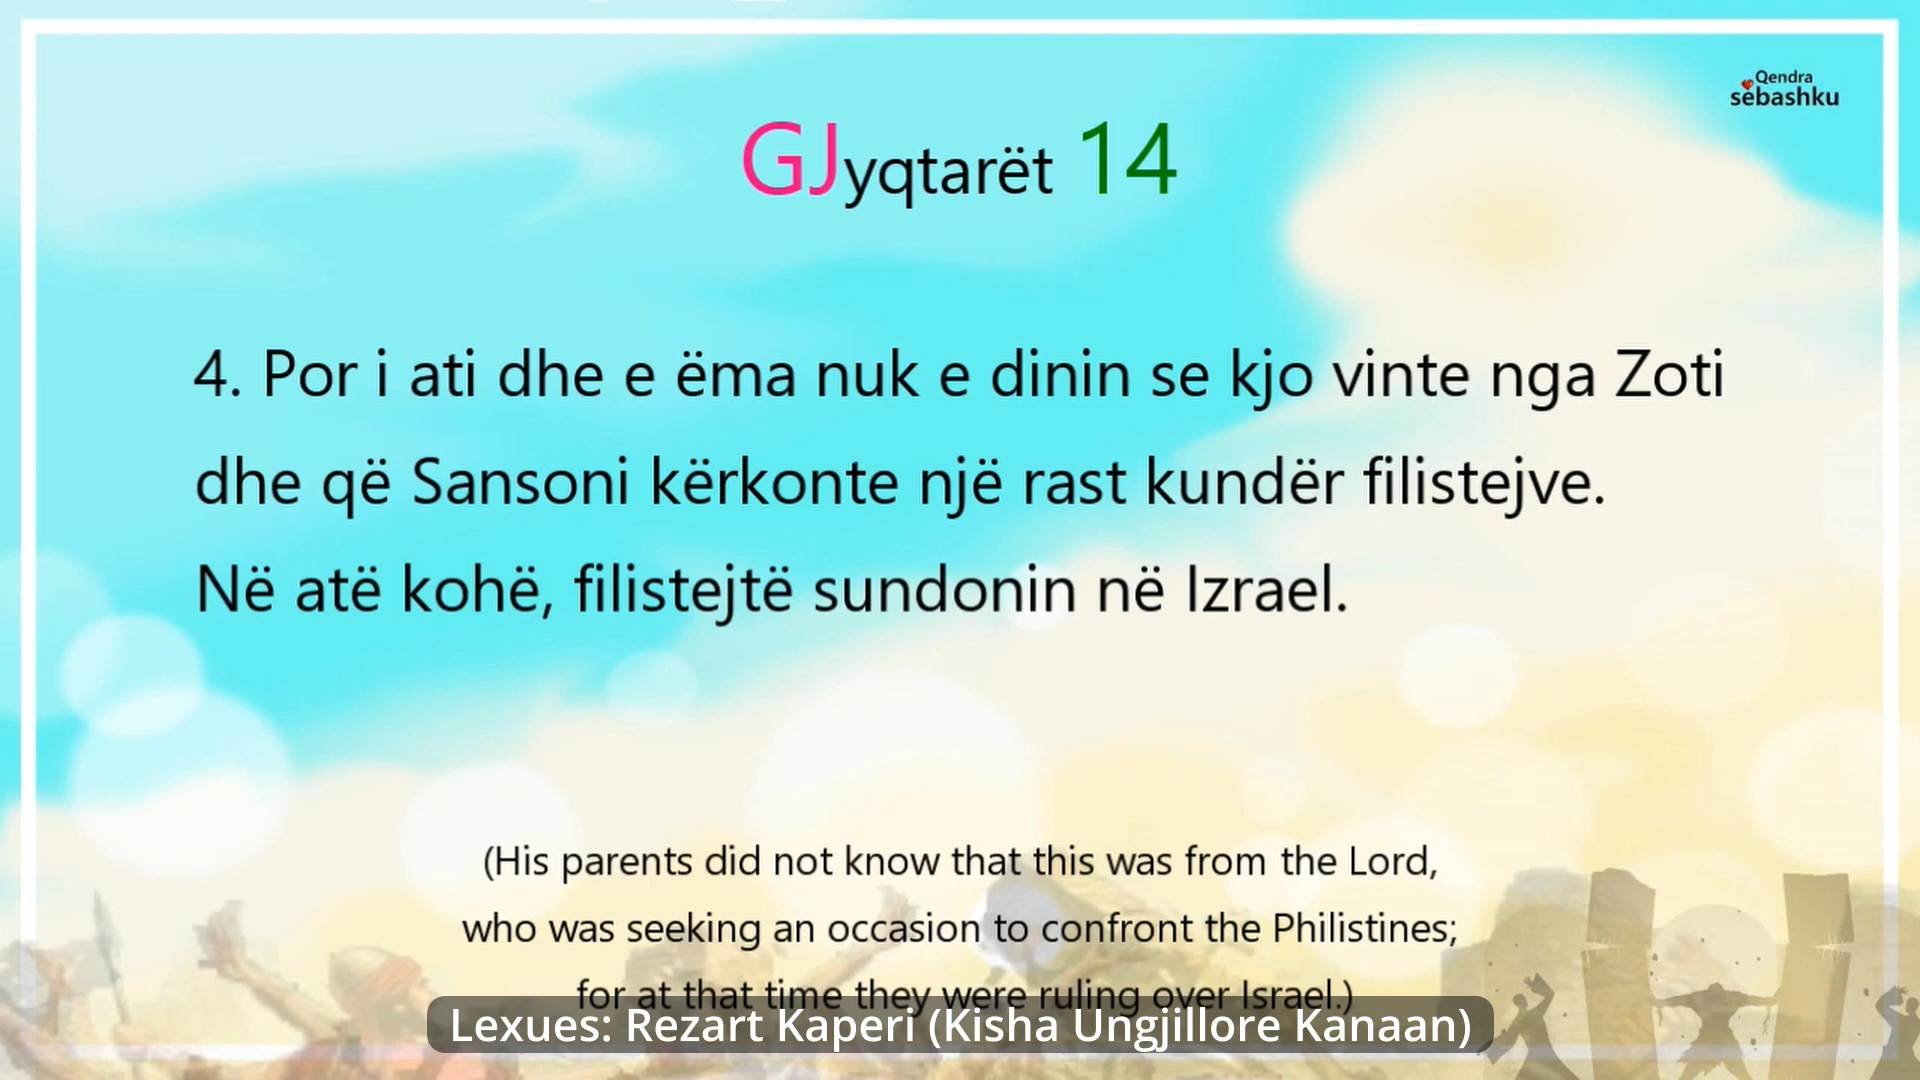 Qendra
sëbashku
GJyqtarët 14
4. Por i ati dhe e ëma nuk e dinin se kjo vinte nga Zoti
dhe që Sansoni kërkonte një rast kundër filistejve.
Në atë kohë, filistejtë sundonin në Izrael.
(His parents did not know that this was from the Lord,
who was seeking an occasion to confront the Philistines;
for at that time they were ruling over Israel.)
Lexues: Rezart Kaperi (Kisha Ungjillore Kanaan)